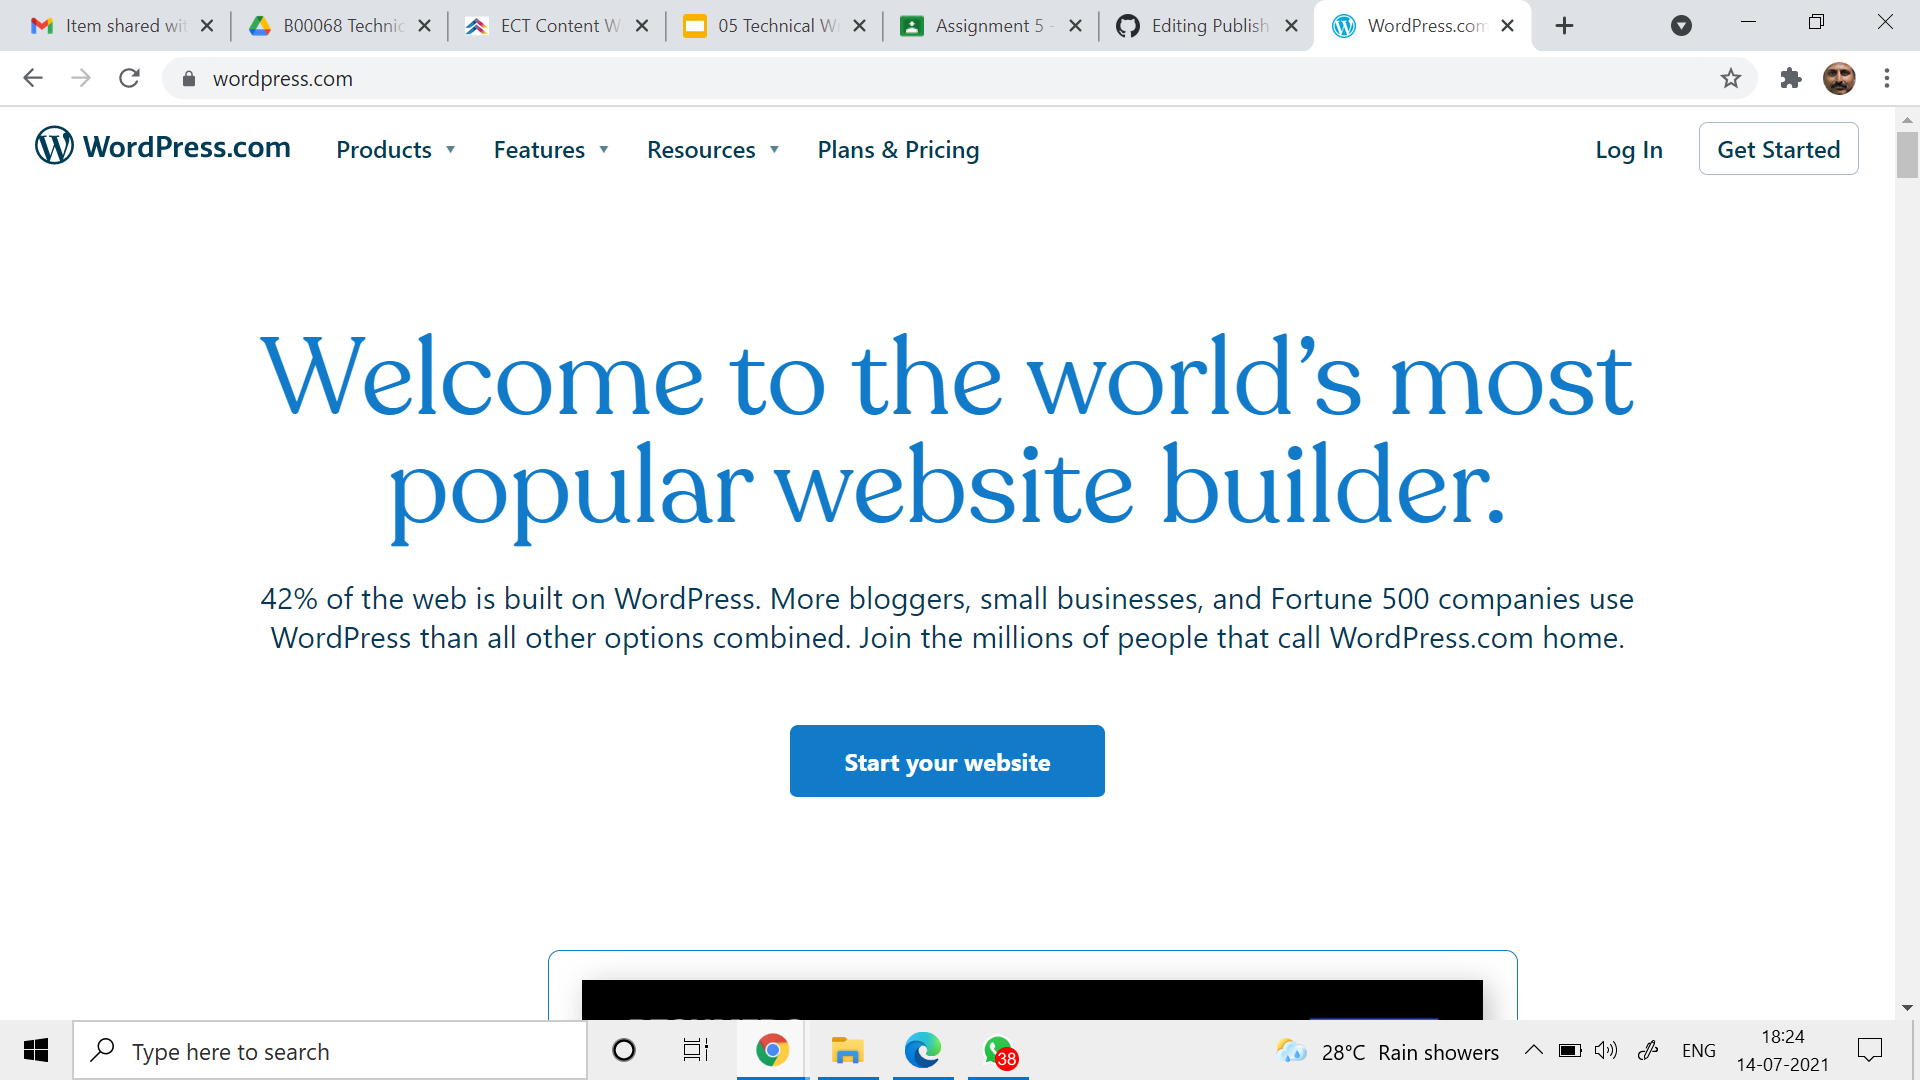 Item shared wit
B00068 Technic
ECT Content W
05 Technical Wr
Assignment 5 -
Editing Publish
WordPress.com
wordpress.com
WordPress.com
Products
Features
Resources
Plans & Pricing
Log In
Get Started
Welcome to the world’s most
popular website builder.
42% of the web is built on WordPress. More bloggers, small businesses, and Fortune 500 companies use
WordPress than all other options combined. Join the millions of people that call WordPress.com home.
Start your website
Type here to search
38
28°C Rain showers
ENG
18:24
14-07-2021